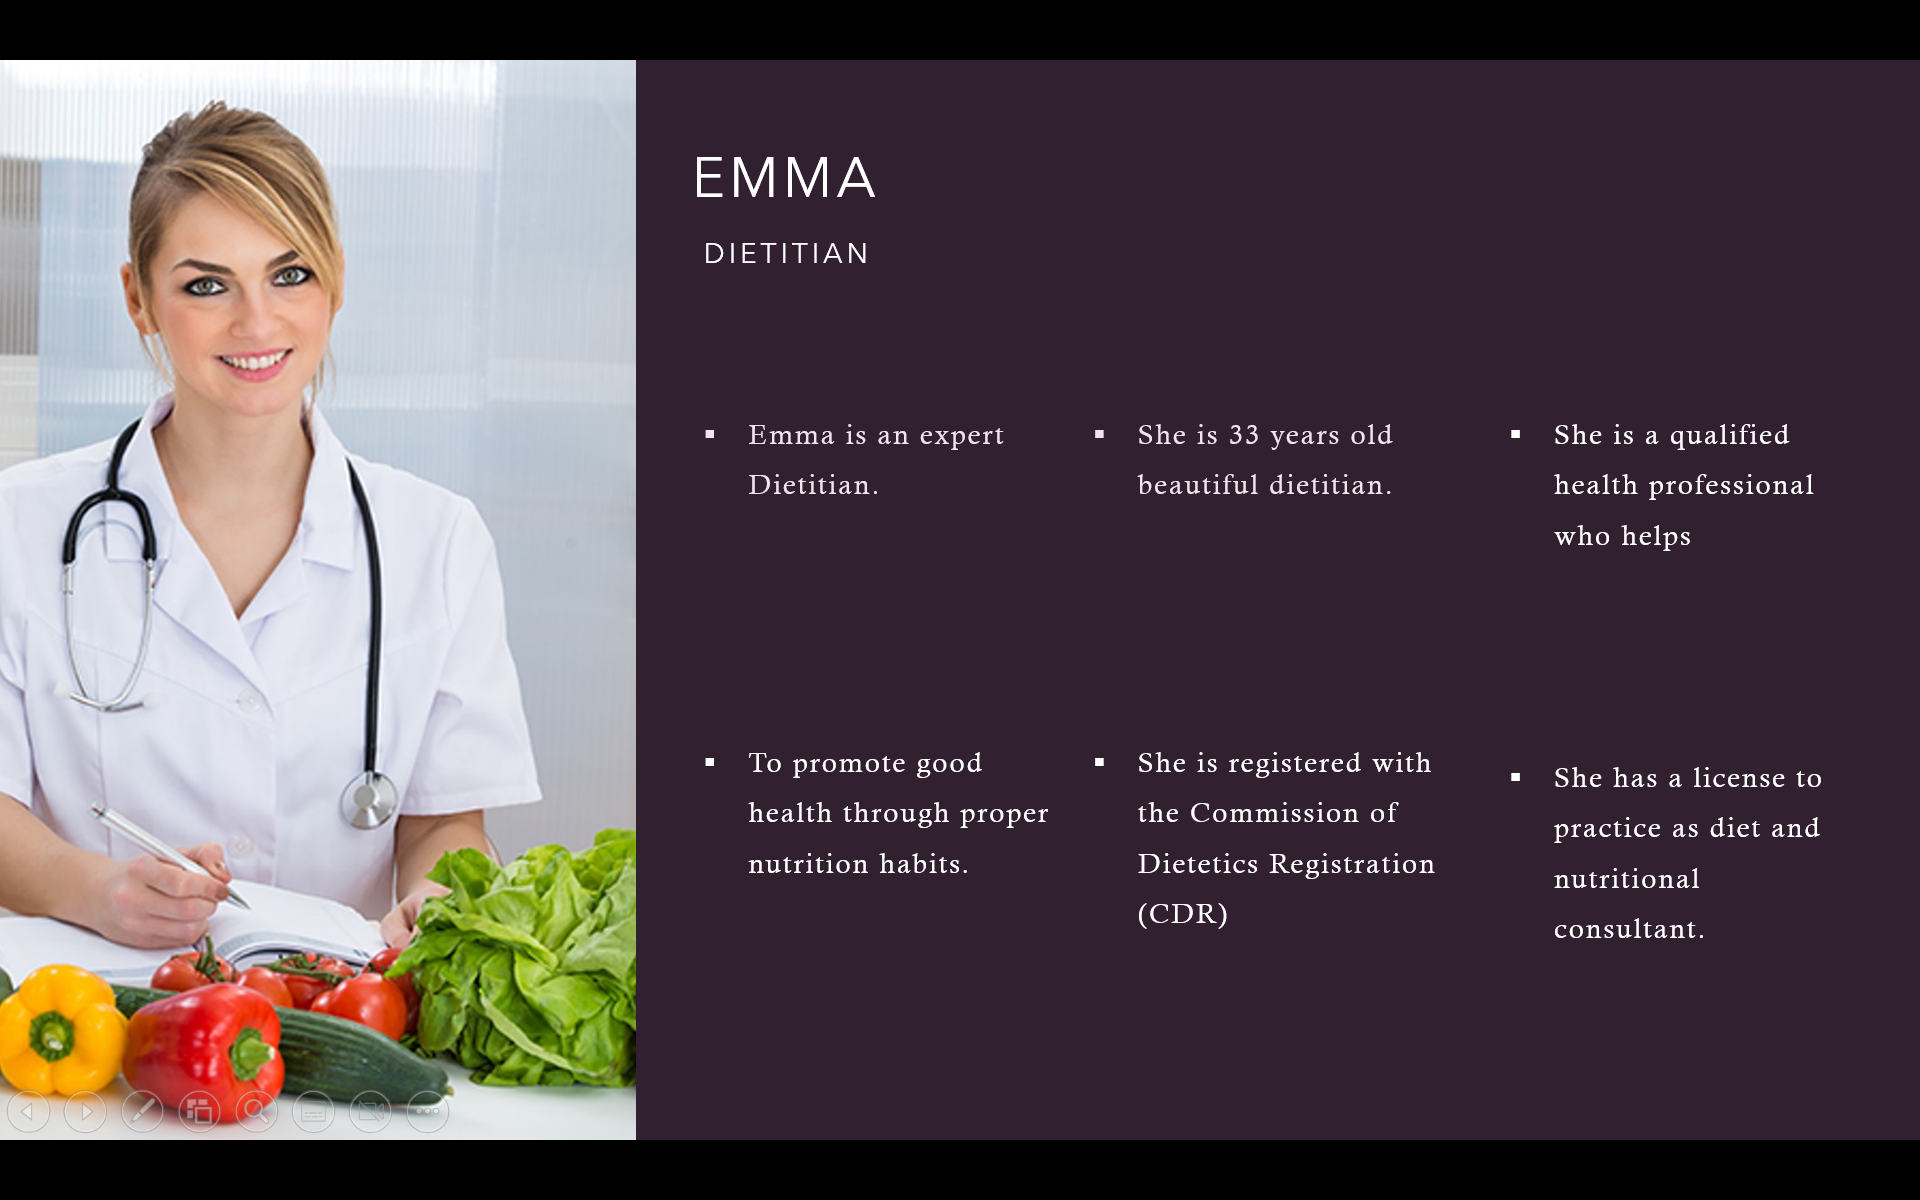 EMMA
DIETITIAN
▪ Emma is an expert
Dietitian.
▪ She is 33 years old
beautiful dietitian.
▪ She is a qualified
health professional
who helps
▪ To promote good
health through proper
nutrition habits.
▪ She is registered with
the Commission of
Dietetics Registration
(CDR)
▪ She has a license to
practice as diet and
nutritional
consultant.